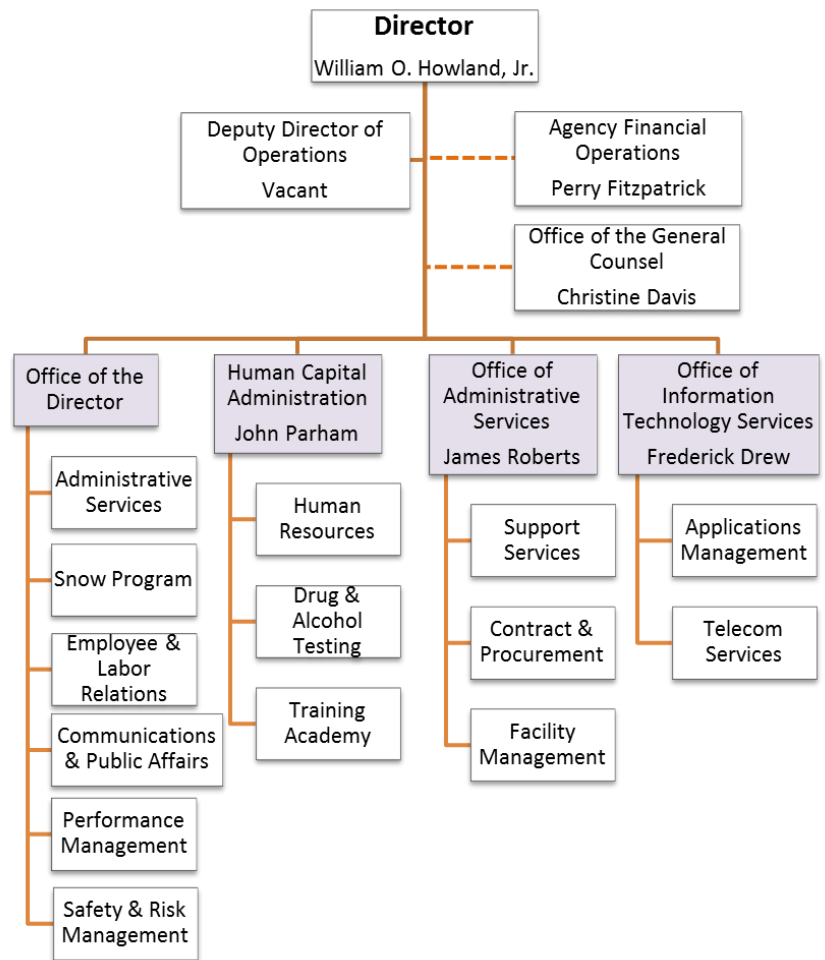 Director
William O. Howland, Jr.
Deputy Director of
Operations
Vacant
Agency Financial
Operations
Perry Fitzpatrick
Office of the General
Counsel
Christine Davis
Office of the
Director
Administrative
Services
Snow Program
Employee &
Labor
Relations
Communications
& Public Affairs
Performance
Management
Safety & Risk
Management
Human Capital
Administration
John Parham
Human
Resources
Drug &
Alcohol
Testing
Training
Academy
Office of
Administrative
Services
James Roberts
Support
Services
Contract &
Procurement
Facility
Management
Office of
Information
Technology Services
Frederick Drew
Applications
Management
Telecom
Services